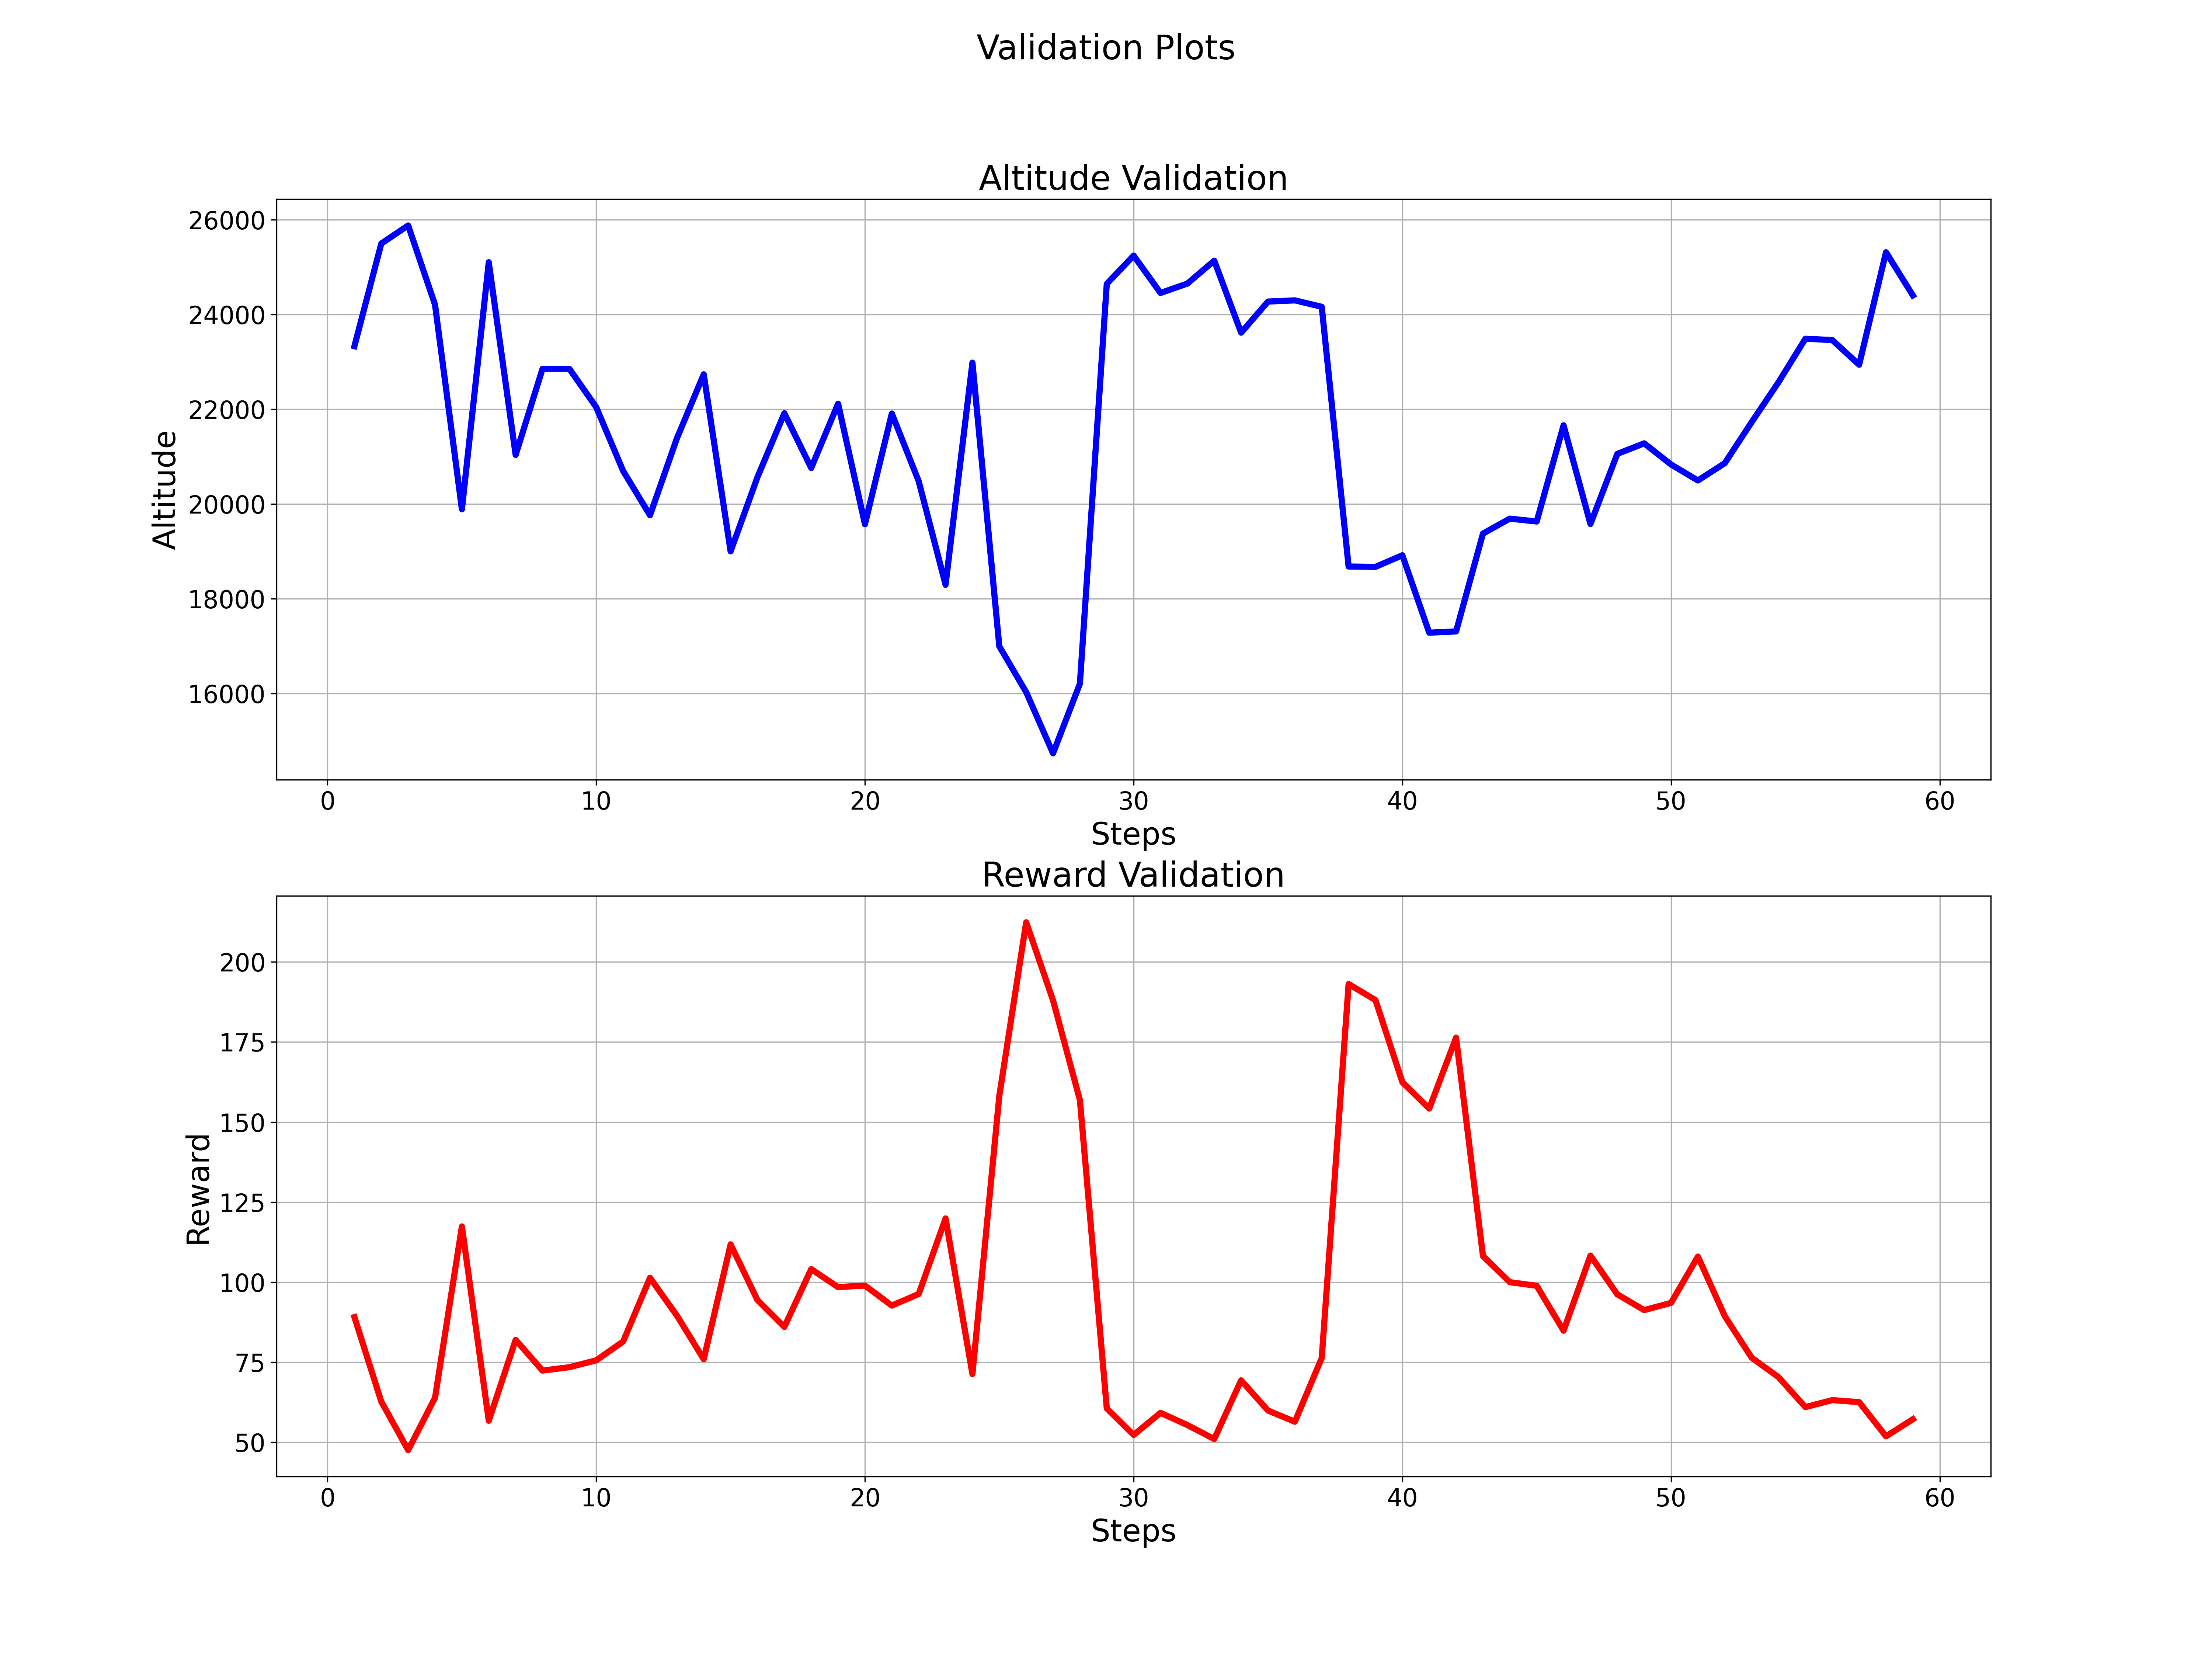 Validation Plots
Altitude Validation
26000
24000
22000
20000
18000
16000
Altitude
0 10 20 30 40 50 60
Steps
Reward Validation
200
175
150
125
100
75
50
Reward
0 10 20 30 40 50 60
Steps